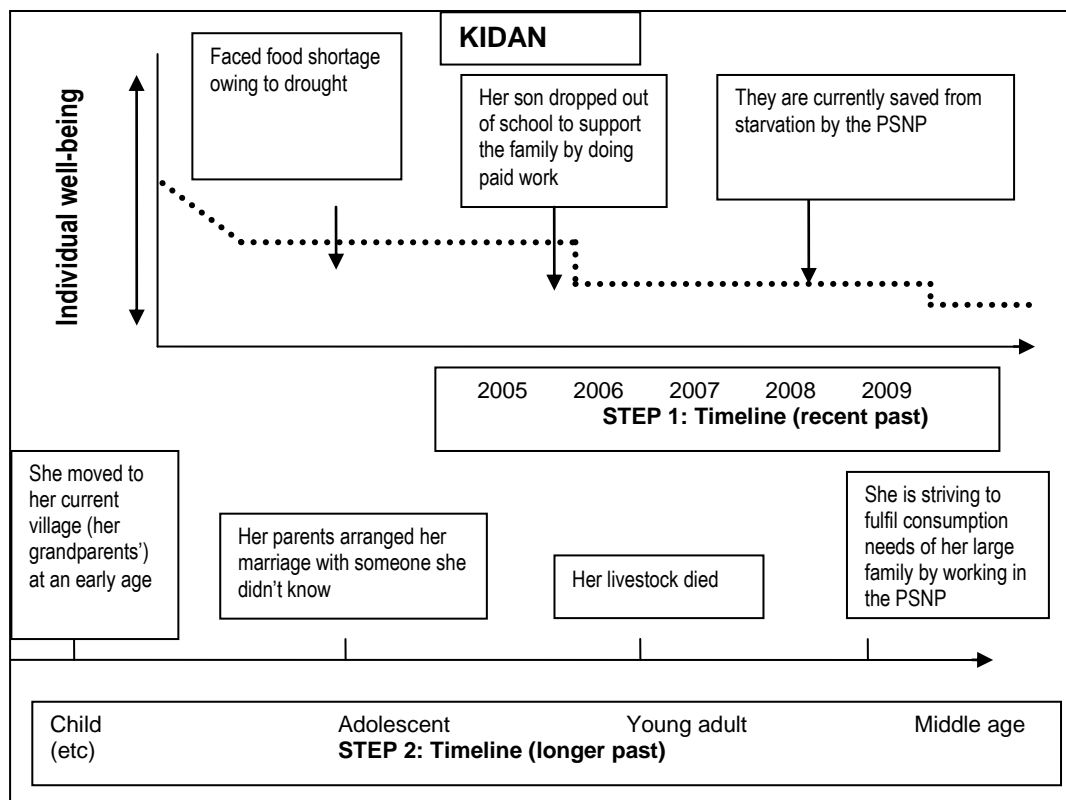 KIDAN
Faced food shortage
owing to drought
Her son dropped out
of school to support
the family by doing
paid work
They are currently saved from
starvation by the PSNP
Individual well-being
2005 2006 2007 2008 2009
STEP 1: Timeline (recent past)
She moved to
her current
village (her
grandparents’)
at an early age
Her parents arranged her
marriage with someone she
didn’t know
Her livestock died
She is striving to
fulfil consumption
needs of her large
family by working in
the PSNP
Child Adolescent Young adult Middle age
(etc) STEP 2: Timeline (longer past)